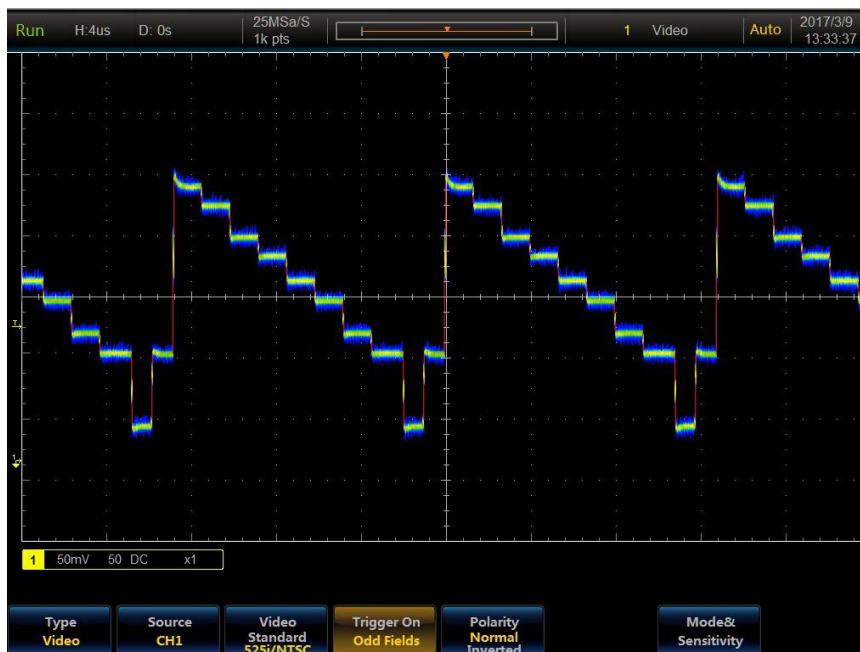 Run H:4us D: 0s 25MSa/S 1 Video Auto 2017/3/9
1k pts 13:33:37
T
1
1 50mV 50 DC x1
Type Source Video Trigger On Polarity Mode&
Video CH1 Standard Odd Fields Normal Sensitivity
525i/NTSC Inverted